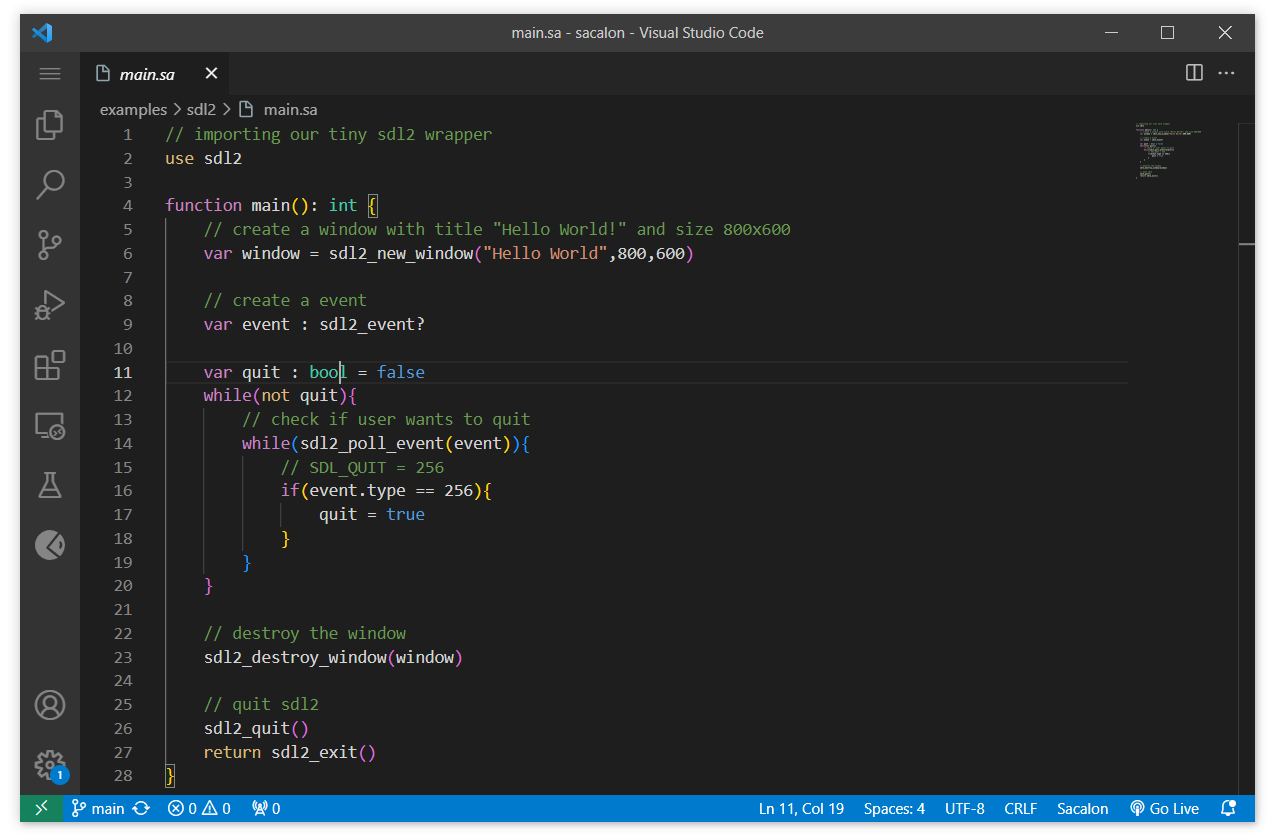 main.sa - sacalon - Visual Studio Code
main.sa
examples > sdl2 > main.sa
1 // importing our tiny sdl2 wrapper
2 use sdl2
3
4 function main(): int {
5 // create a window with title "Hello World!" and size 800x600
6 var window = sdl2_new_window("Hello World",800,600)
7
8 // create a event
9 var event : sdl2_event?
10
11 var quit : bool = false
12 while(not quit){
13 // check if user wants to quit
14 while(sdl2_poll_event(event)){
15 // SDL_QUIT = 256
16 if(event.type == 256){
17 quit = true
18 }
19 }
20 }
21
22 // destroy the window
23 sdl2_destroy_window(window)
24
25 // quit sdl2
26 sdl2_quit()
27 return sdl2_exit()
28 }
1
main 0 0 0 Ln 11, Col 19 Spaces: 4 UTF-8 CRLF Sacalon Go Live